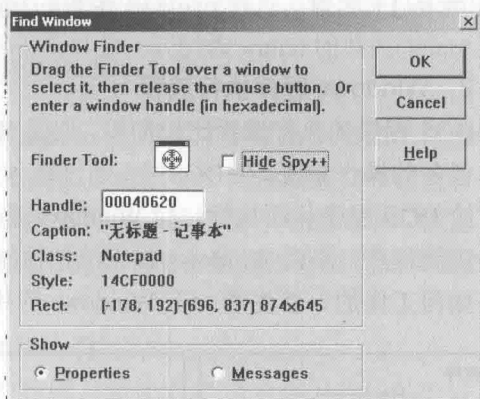 Find Window
Window Finder
Drag the Finder Tool over a window to
select it, then release the mouse button. Or
enter a window handle (in hexadecimal).
OK
Cancel
Help
Finder Tool:
Hide Spy++
Handle: 00040620
Caption: "无标题 - 记事本"
Class: Notepad
Style: 14CF0000
Rect: (-178, 192)-(696, 837) 874x645
Show
Properties
Messages